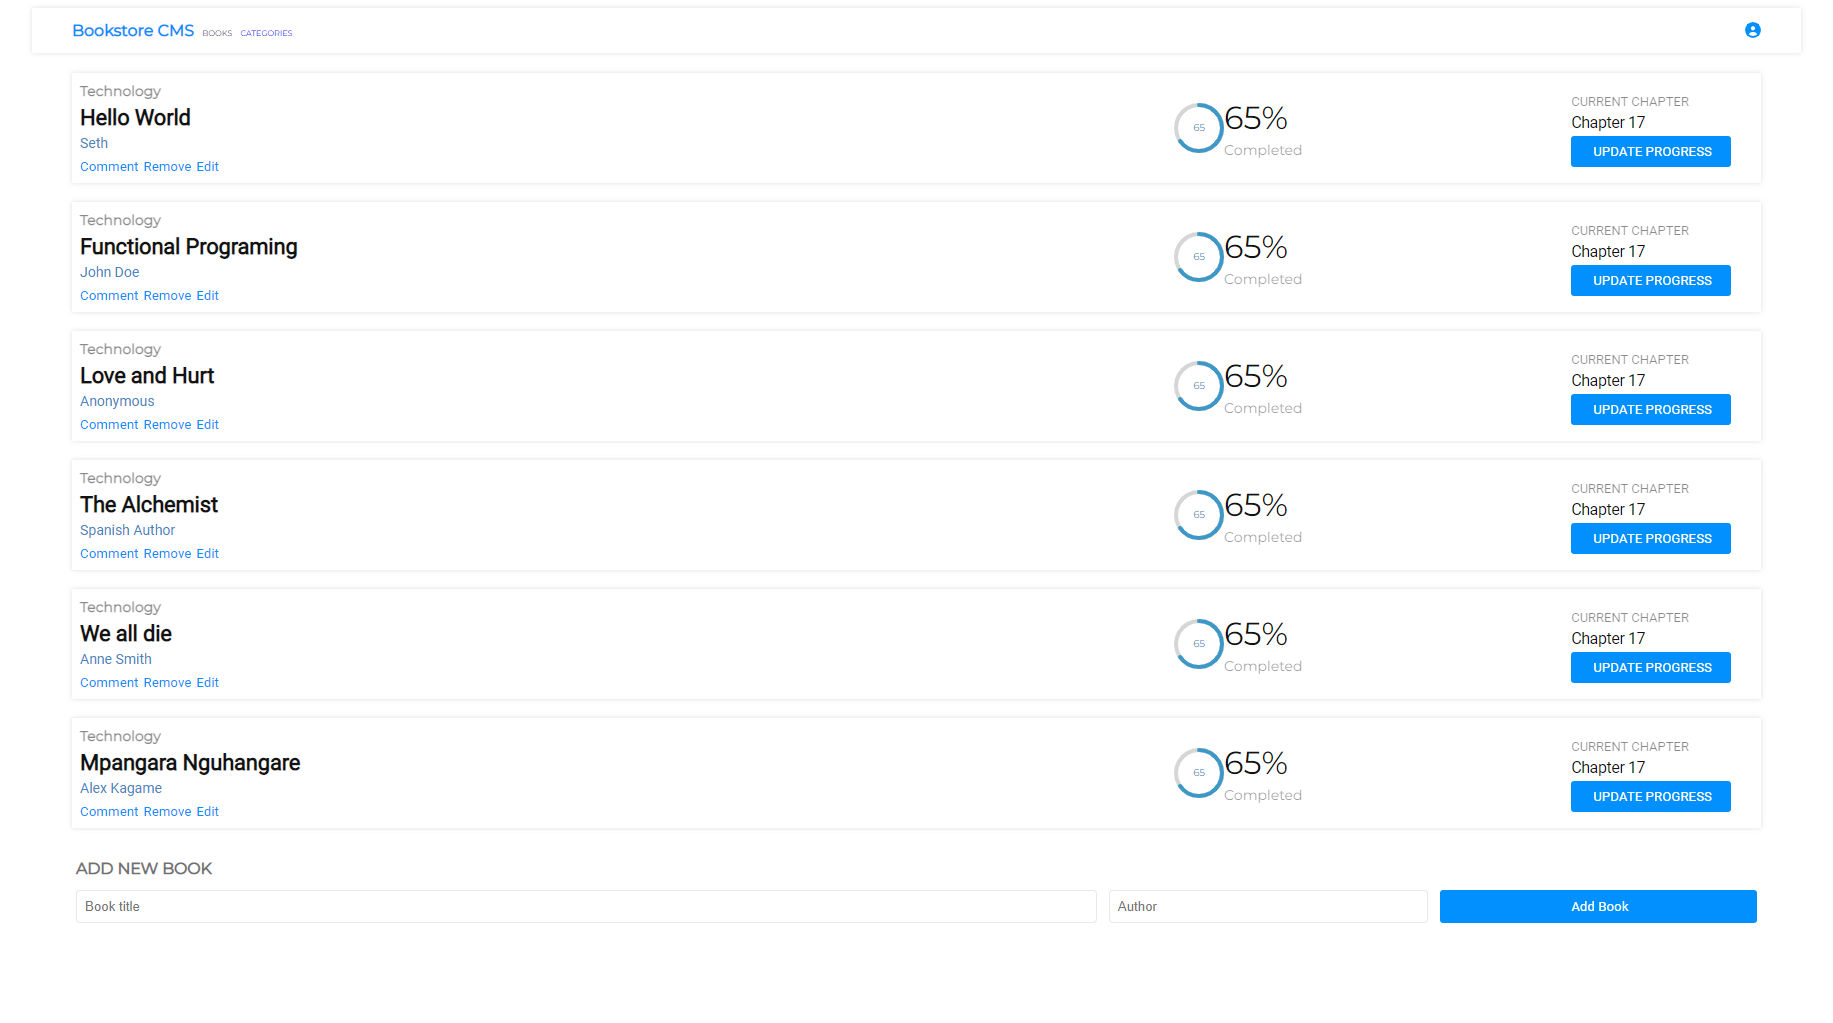 Bookstore CMS BOOKS CATEGORIES
Technology
Hello World
Seth
Comment Remove Edit
65
65%
Completed
CURRENT CHAPTER
Chapter 17
UPDATE PROGRESS
Technology
Functional Programing
John Doe
Comment Remove Edit
65
65%
Completed
CURRENT CHAPTER
Chapter 17
UPDATE PROGRESS
Technology
Love and Hurt
Anonymous
Comment Remove Edit
65
65%
Completed
CURRENT CHAPTER
Chapter 17
UPDATE PROGRESS
Technology
The Alchemist
Spanish Author
Comment Remove Edit
65
65%
Completed
CURRENT CHAPTER
Chapter 17
UPDATE PROGRESS
Technology
We all die
Anne Smith
Comment Remove Edit
65
65%
Completed
CURRENT CHAPTER
Chapter 17
UPDATE PROGRESS
Technology
Mpangara Nguhangare
Alex Kagame
Comment Remove Edit
65
65%
Completed
CURRENT CHAPTER
Chapter 17
UPDATE PROGRESS
ADD NEW BOOK
Book title
Author
Add Book